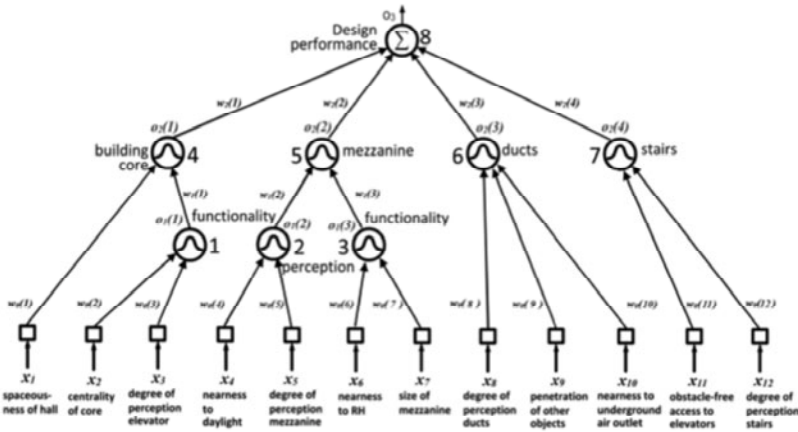 O₃
Design
performance
Σ 8
w₂(1) w₂(2) w₂(3) w₂(4)
o₂(1) o₂(2) o₂(3) o₂(4)
building
core
4
5 mezzanine
6 ducts
7 stairs
w₁(1) w₁(2) w₁(3)
o₁(1) functionality o₁(2) o₁(3) functionality
1
2
3
perception
w₀(1) w₀(2) w₀(3) w₀(4) w₀(5) w₀(6) w₀(7) w₀(8) w₀(9) w₀(10) w₀(11) w₀(12)
X₁ X₂ X₃ X₄ X₅ X₆ X₇ X₈ X₉ X₁₀ X₁₁ X₁₂
spaceous-
ness of hall
centrality
of core
degree of
perception
elevator
nearness
to
daylight
degree of
perception
mezzanine
nearness
to RH
size of
mezzanine
degree of
perception
ducts
penetration
of other
objects
nearness to
underground
air outlet
obstacle-free
access to
elevators
degree of
perception
stairs